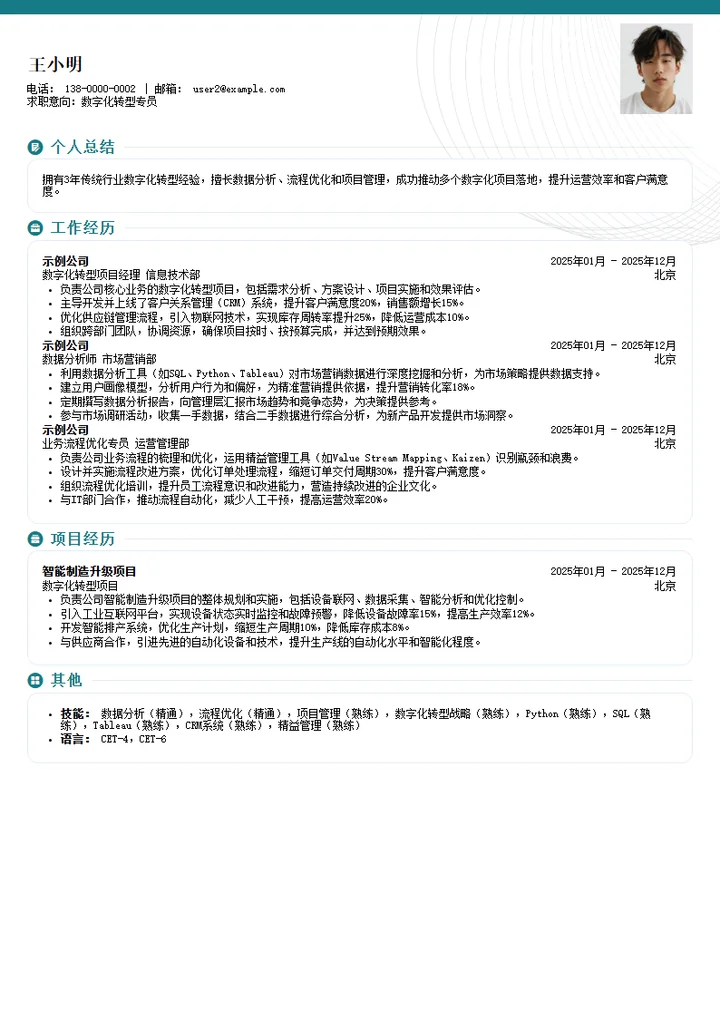 王小明
电话： 138-0000-0002 | 邮箱： user2@example.com
求职意向：数字化转型专员
个人总结
拥有3年传统行业数字化转型经验，擅长数据分析、流程优化和项目管理，成功推动多个数字化项目落地，提升运营效率和客户满意
度。
工作经历
示例公司 2025年01月 - 2025年12月
数字化转型项目经理 信息技术部 北京
• 负责公司核心业务的数字化转型项目，包括需求分析、方案设计、项目实施和效果评估。
• 主导开发并上线了客户关系管理（CRM）系统，提升客户满意度20%，销售额增长15%。
• 优化供应链管理流程，引入物联网技术，实现库存周转率提升25%，降低运营成本10%。
• 组织跨部门团队，协调资源，确保项目按时、按预算完成，并达到预期效果。
示例公司 2025年01月 - 2025年12月
数据分析师 市场营销部 北京
• 利用数据分析工具（如SQL、Python、Tableau）对市场营销数据进行深度挖掘和分析，为市场策略提供数据支持。
• 建立用户画像模型，分析用户行为和偏好，为精准营销提供依据，提升营销转化率18%。
• 定期撰写数据分析报告，向管理层汇报市场趋势和竞争态势，为决策提供参考。
• 参与市场调研活动，收集一手数据，结合二手数据进行综合分析，为新产品开发提供市场洞察。
示例公司 2025年01月 - 2025年12月
业务流程优化专员 运营管理部 北京
• 负责公司业务流程的梳理和优化，运用精益管理工具（如Value Stream Mapping、Kaizen）识别瓶颈和浪费。
• 设计并实施流程改进方案，优化订单处理流程，缩短订单交付周期30%，提升客户满意度。
• 组织流程优化培训，提升员工流程意识和改进能力，营造持续改进的企业文化。
• 与IT部门合作，推动流程自动化，减少人工干预，提高运营效率20%。
项目经历
智能制造升级项目 2025年01月 - 2025年12月
数字化转型项目 北京
• 负责公司智能制造升级项目的整体规划和实施，包括设备联网、数据采集、智能分析和优化控制。
• 引入工业互联网平台，实现设备状态实时监控和故障预警，降低设备故障率15%，提高生产效率12%。
• 开发智能排产系统，优化生产计划，缩短生产周期10%，降低库存成本8%。
• 与供应商合作，引进先进的自动化设备和技术，提升生产线的自动化水平和智能化程度。
其他
• 技能： 数据分析（精通），流程优化（精通），项目管理（熟练），数字化转型战略（熟练），Python（熟练），SQL（熟
练），Tableau（熟练），CRM系统（熟练），精益管理（熟练）
• 语言： CET-4，CET-6